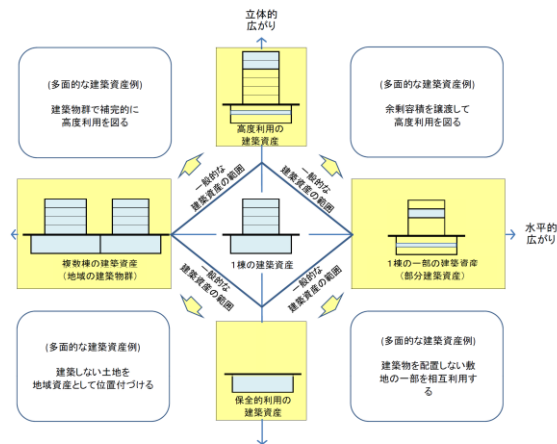 立体的
広がり
(多面的な建築資産例)
建築物群で補完的に
高度利用を図る
高度利用の
建築資産
(多面的な建築資産例)
余剰容積を譲渡して
高度利用を図る
一般的な
建築資産の範囲
一般的な
建築資産の範囲
複数棟の建築資産
(地域の建築物群)
1棟の建築資産
1棟の一部の建築資産
(部分建築資産)
水平的
広がり
一般的な
建築資産の範囲
一般的な
建築資産の範囲
(多面的な建築資産例)
建築しない土地を
地域資産として位置付づける
保全的利用の
建築資産
(多面的な建築資産例)
建築物を配置しない敷
地の一部を相互利用す
る